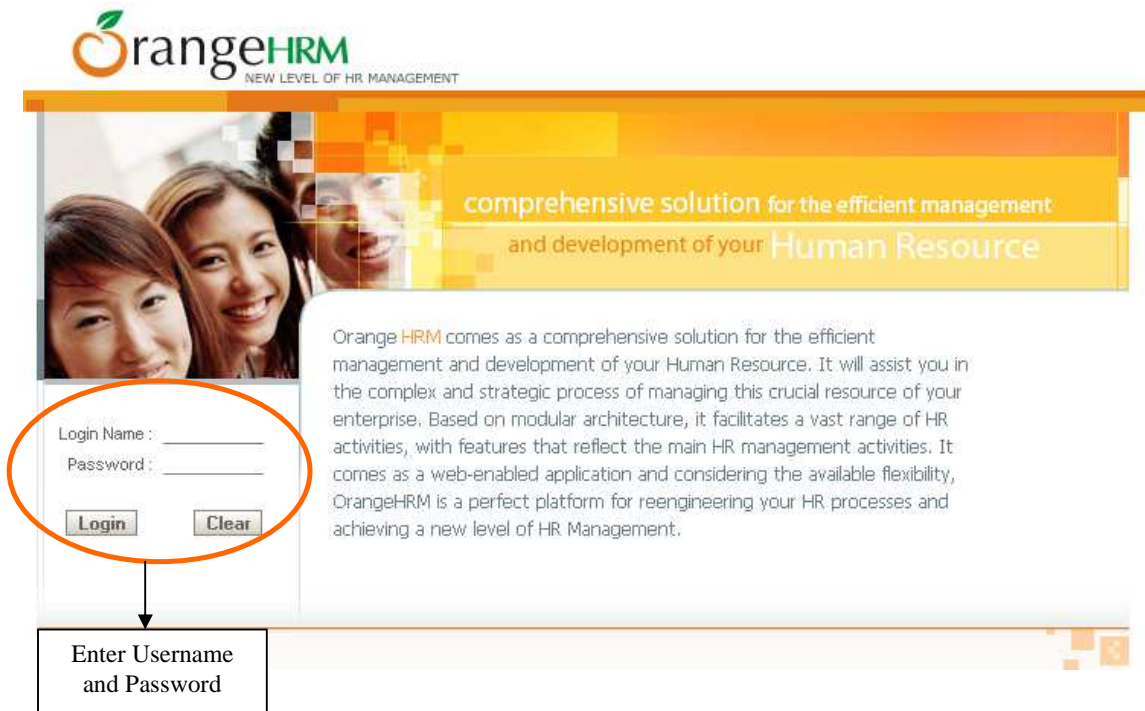 OrangeHRM
NEW LEVEL OF HR MANAGEMENT
comprehensive solution for the efficient management
and development of your Human Resource
Orange HRM comes as a comprehensive solution for the efficient
management and development of your Human Resource. It will assist you in
the complex and strategic process of managing this crucial resource of your
enterprise. Based on modular architecture, it facilitates a vast range of HR
activities, with features that reflect the main HR management activities. It
comes as a web-enabled application and considering the available flexibility,
OrangeHRM is a perfect platform for reengineering your HR processes and
achieving a new level of HR Management.
Login Name :
Password :
Login Clear
Enter Username
and Password